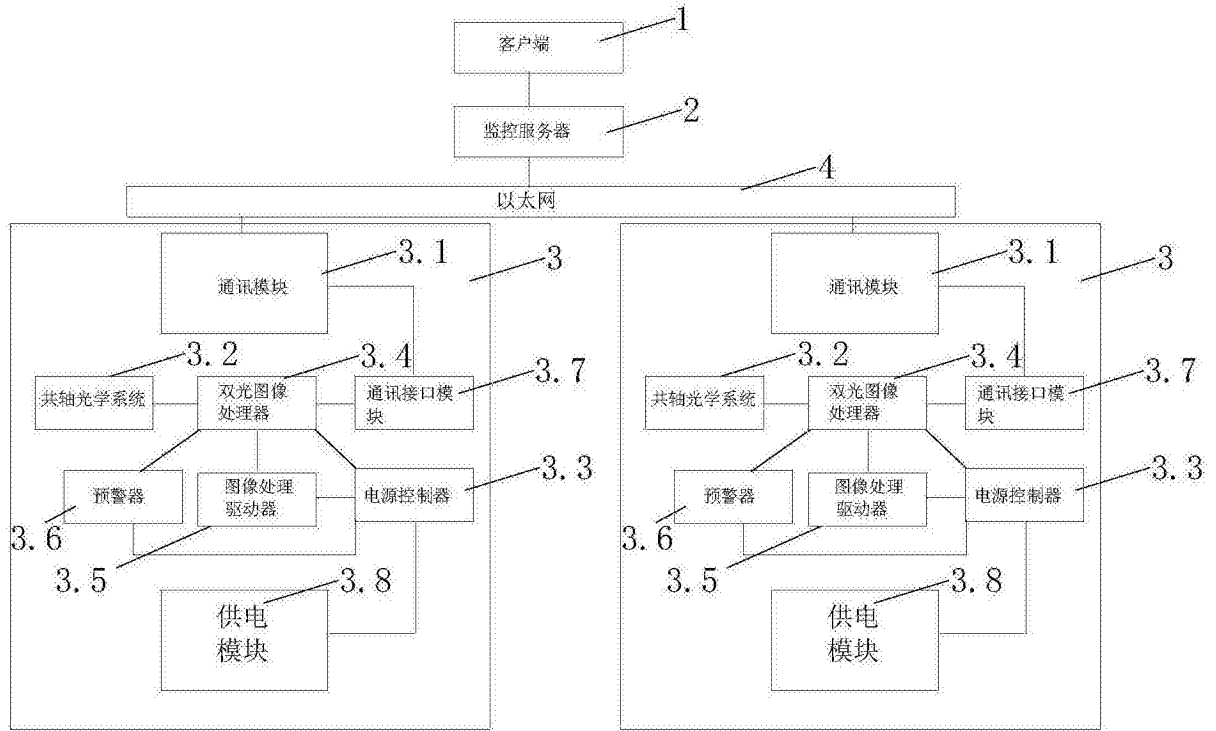 1
客户端
2
监控服务器
4
以太网
3.1
3
通讯模块
3.2
3.4
3.7
共轴光学系统
双光图像
处理器
通讯接口模
块
3.3
预警器
图像处理
驱动器
电源控制器
3.6
3.5
3.8
供电
模块
3.1
3
通讯模块
3.2
3.4
3.7
共轴光学系统
双光图像
处理器
通讯接口模
块
3.3
预警器
图像处理
驱动器
电源控制器
3.6
3.5
3.8
供电
模块